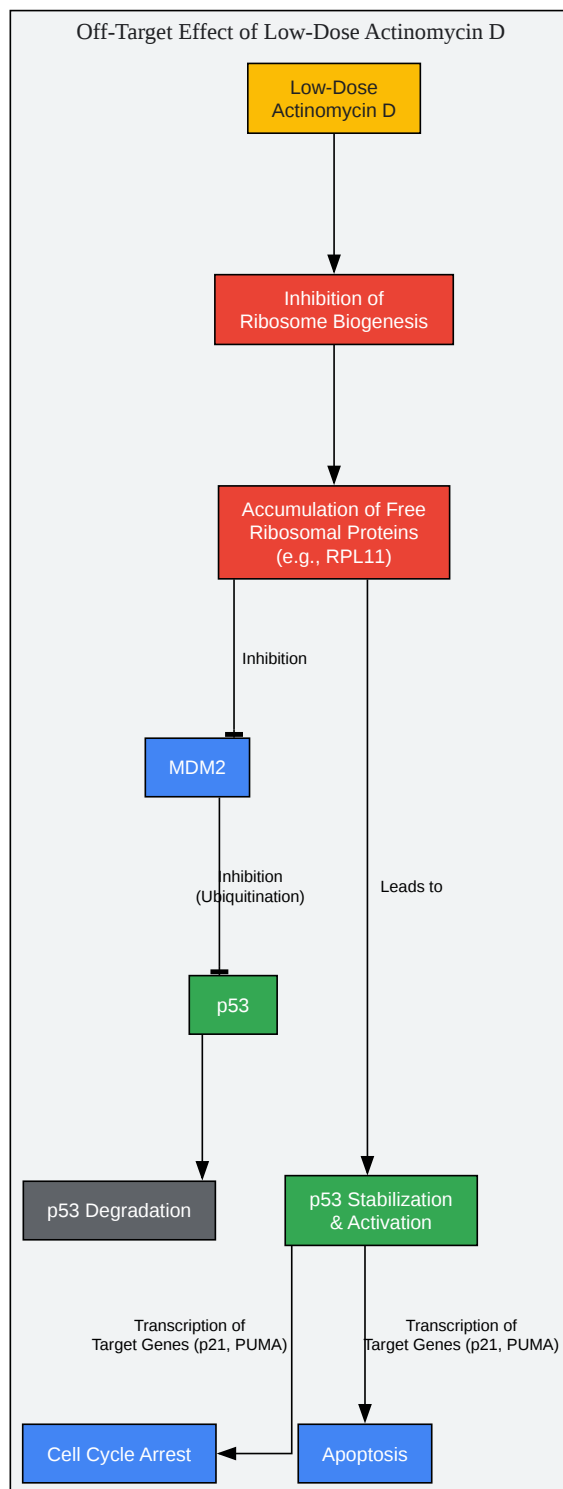 Off-Target Effect of Low-Dose Actinomycin D
Low-Dose
Actinomycin D
Inhibition of
Ribosome Biogenesis
Accumulation of Free
Ribosomal Proteins
(e.g., RPL11)
Inhibition
MDM2
Inhibition
(Ubiquitination)
Leads to
p53
p53 Degradation
p53 Stabilization
& Activation
Transcription of
Target Genes (p21, PUMA)
Transcription of
Target Genes (p21, PUMA)
Cell Cycle Arrest
Apoptosis